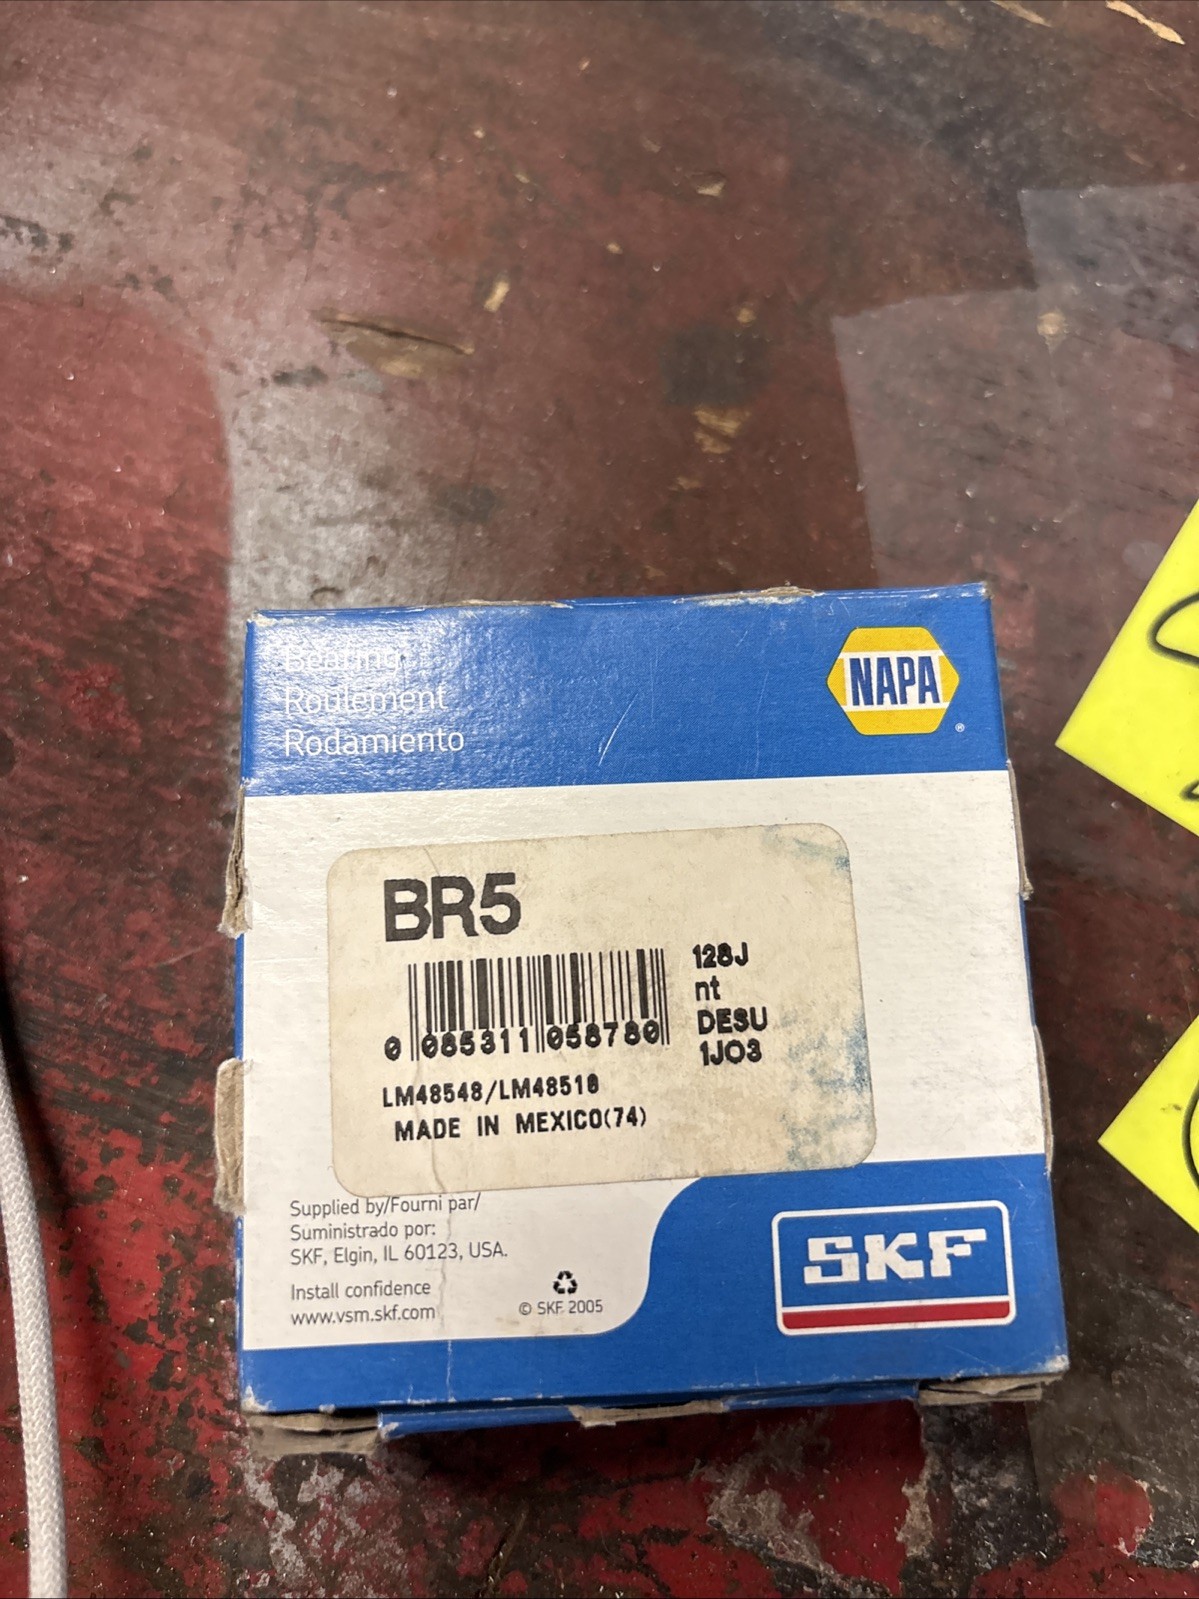 Bearing
Roulement
Rodamiento
NAPA
®
BR5
128J
nt
DESU
1JO3
0 085311 058780
LM48548/LM48510
MADE IN MEXICO(74)
Supplied by/Fourni par/
Suministrado por:
SKF, Elgin, IL 60123, USA.
Install confidence
www.vsm.skf.com
© SKF 2005
SKF